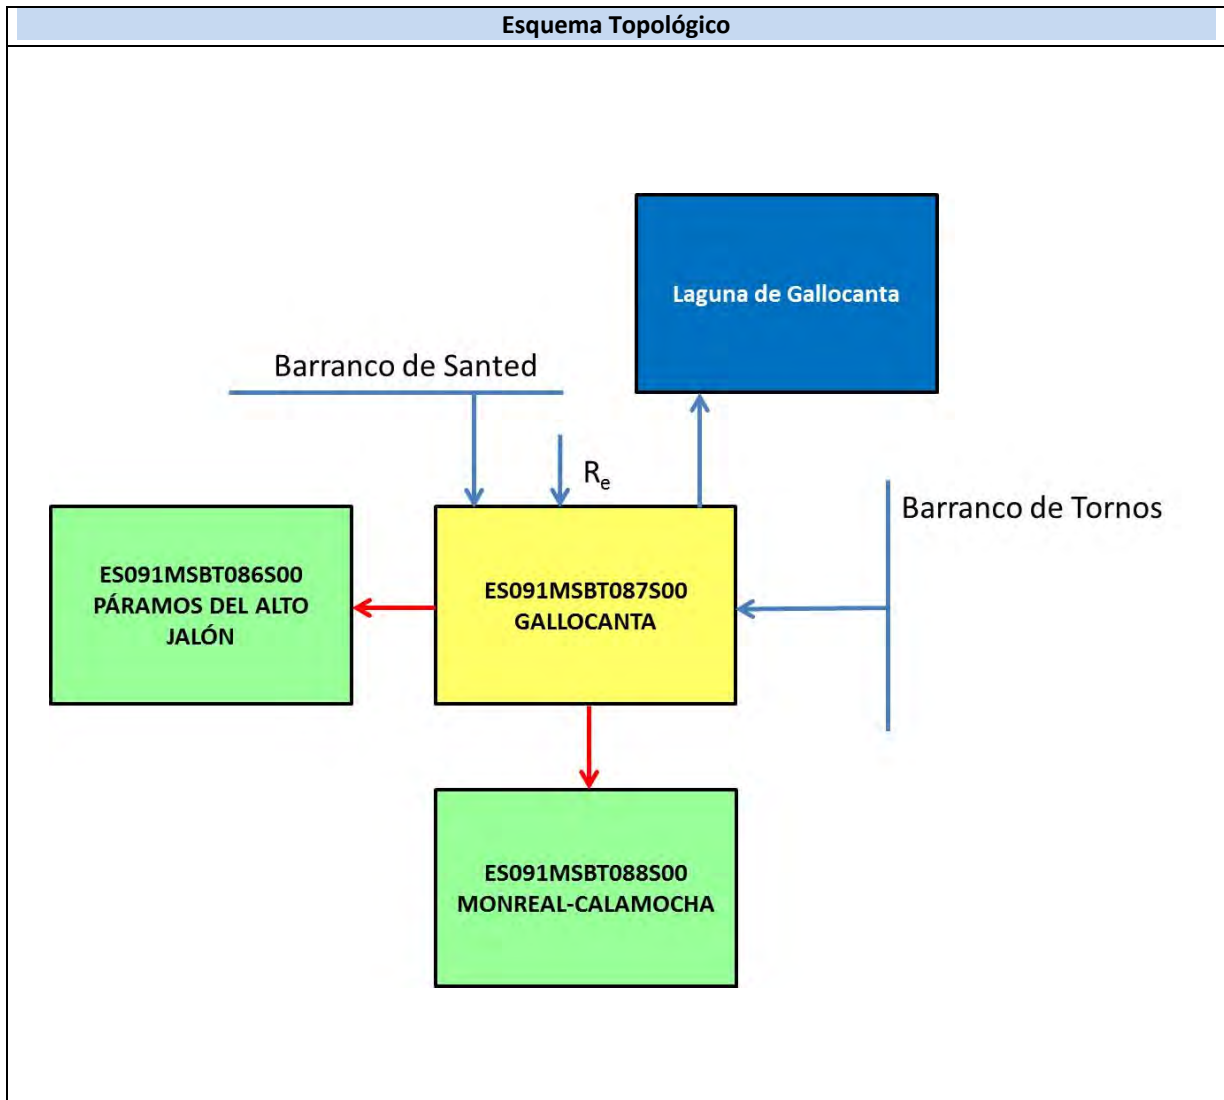 Esquema Topológico
Laguna de Gallocanta
Barranco de Santed
Re
Barranco de Tornos
ES091MSBT086S00
PÁRAMOS DEL ALTO
JALÓN
ES091MSBT087S00
GALLOCANTA
ES091MSBT088S00
MONREAL-CALAMOCHA